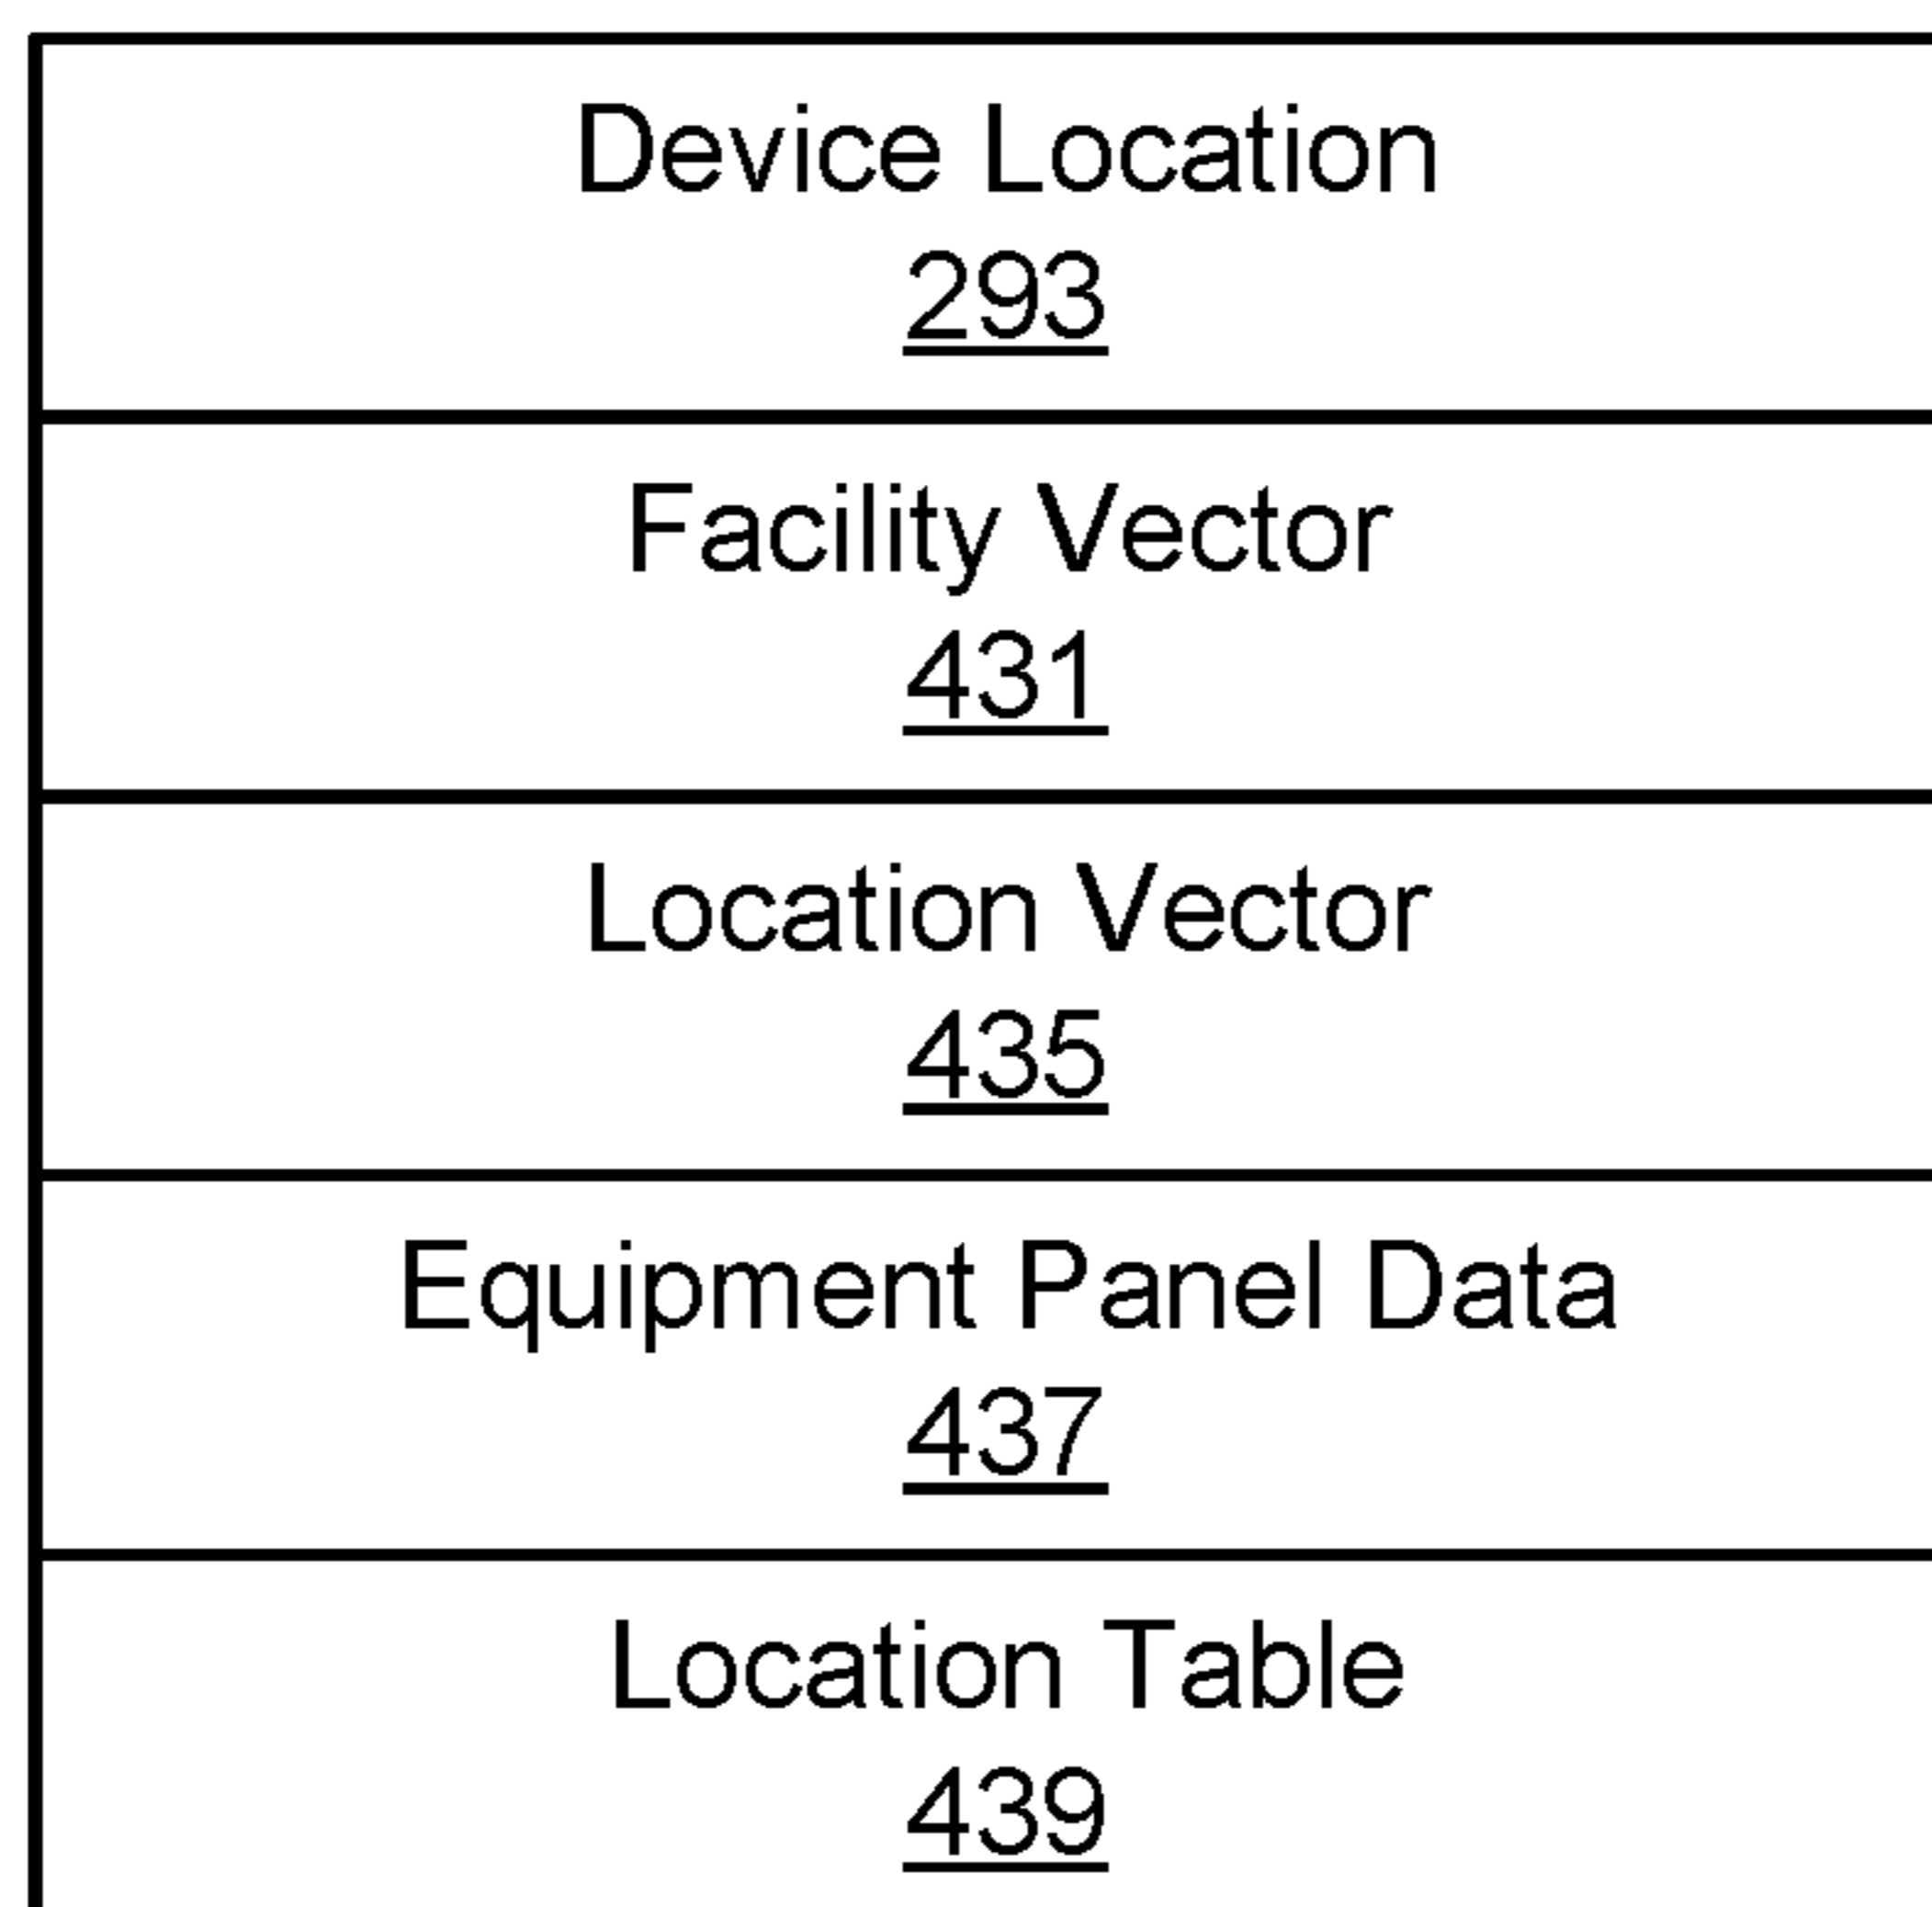 Device Location
293
Facility Vector
431
Location Vector
435
Equipment Panel Data
437
Location Table
439